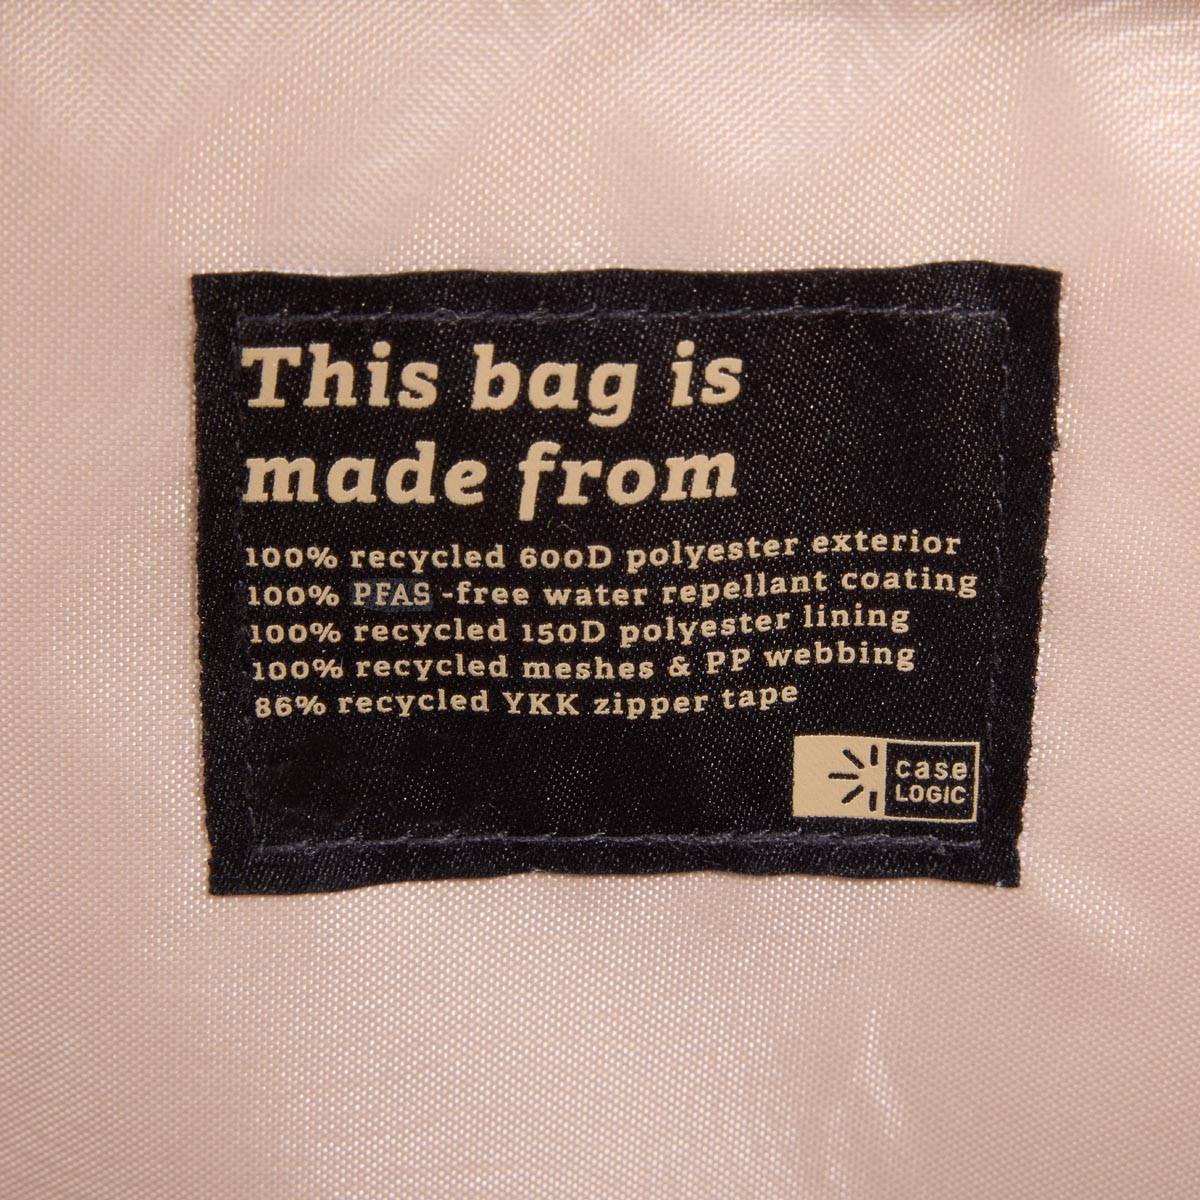 This bag is
made from
100% recycled 600D polyester exterior
100% PFAS -free water repellant coating
100% recycled 150D polyester lining
100% recycled meshes & PP webbing
86% recycled YKK zipper tape
case
LOGIC